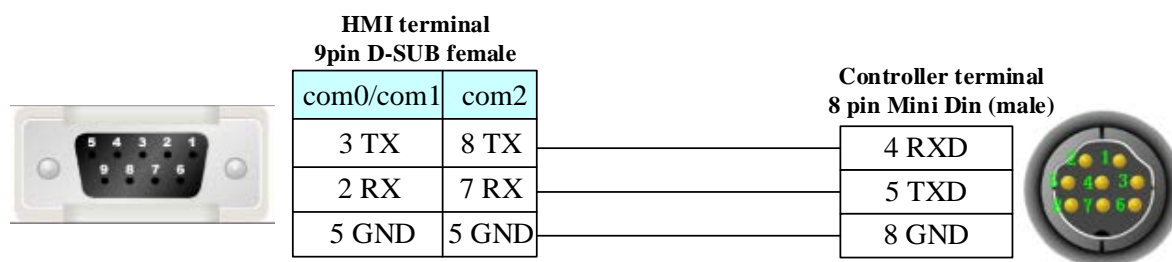 HMI terminal
9pin D-SUB female
com0/com1 com2
3 TX 8 TX
2 RX 7 RX
5 GND 5 GND
Controller terminal
8 pin Mini Din (male)
4 RXD
5 TXD
8 GND
5 4 3 2 1
9 8 7 6
2 1
5 4 3
8 7 6